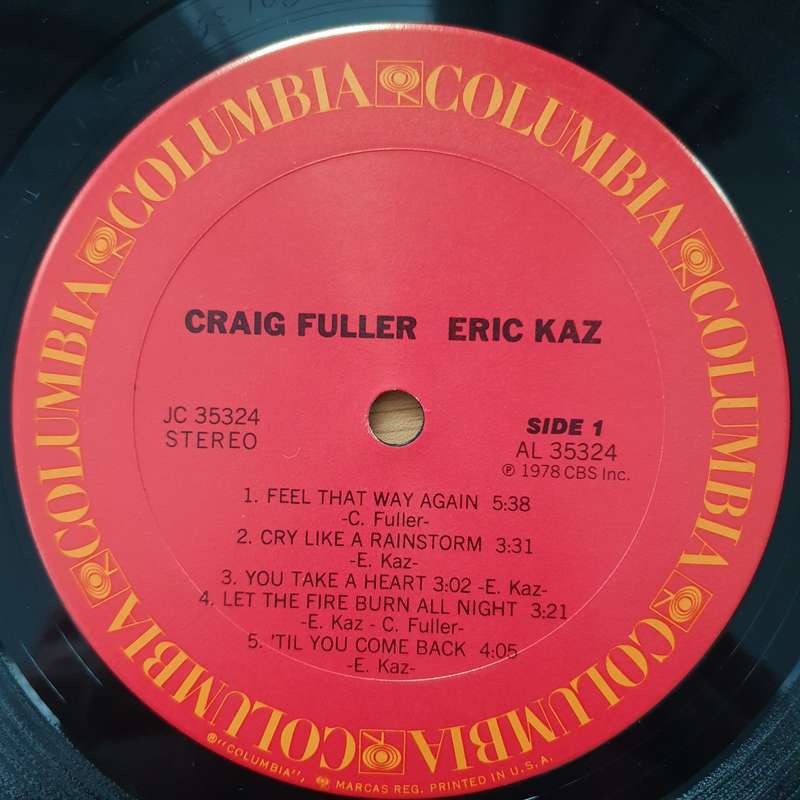 COLUMBIA COLUMBIA COLUMBIA COLUMBIA COLUMBIA COLUMBIA
CRAIG FULLER ERIC KAZ
JC 35324
STEREO
SIDE 1
AL 35324
℗ 1978 CBS Inc.
1. FEEL THAT WAY AGAIN 5:38
-C. Fuller-
2. CRY LIKE A RAINSTORM 3:31
-E. Kaz-
3. YOU TAKE A HEART 3:02 -E. Kaz-
4. LET THE FIRE BURN ALL NIGHT 3:21
-E. Kaz - C. Fuller-
5. 'TIL YOU COME BACK 4:05
-E. Kaz-
®"COLUMBIA", MARCAS REG. PRINTED IN U.S.A.